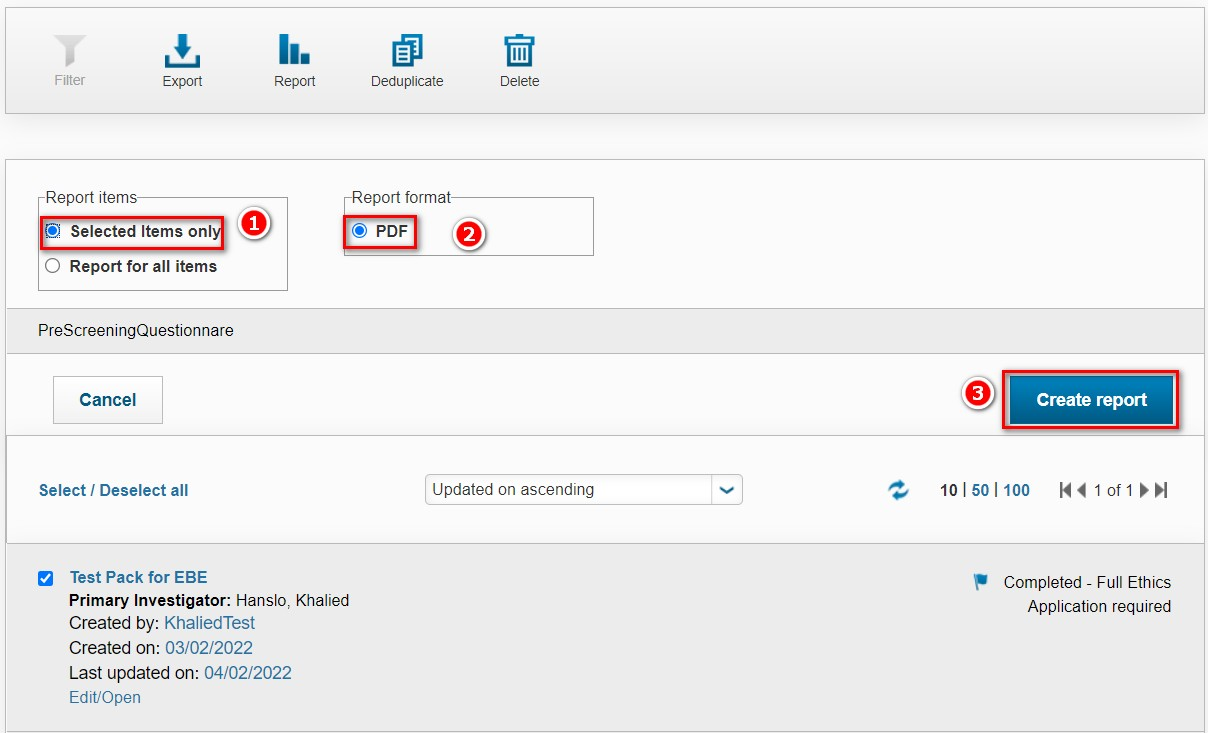 Filter
Export
Report
Deduplicate
Delete
Report items
Selected Items only
1
Report for all items
Report format
PDF
2
PreScreeningQuestionnare
Cancel
3
Create report
Select / Deselect all
Updated on ascending
10 | 50 | 100
1 of 1
Test Pack for EBE
Primary Investigator: Hanslo, Khalied
Created by: KhaliedTest
Created on: 03/02/2022
Last updated on: 04/02/2022
Edit/Open
Completed - Full Ethics
Application required